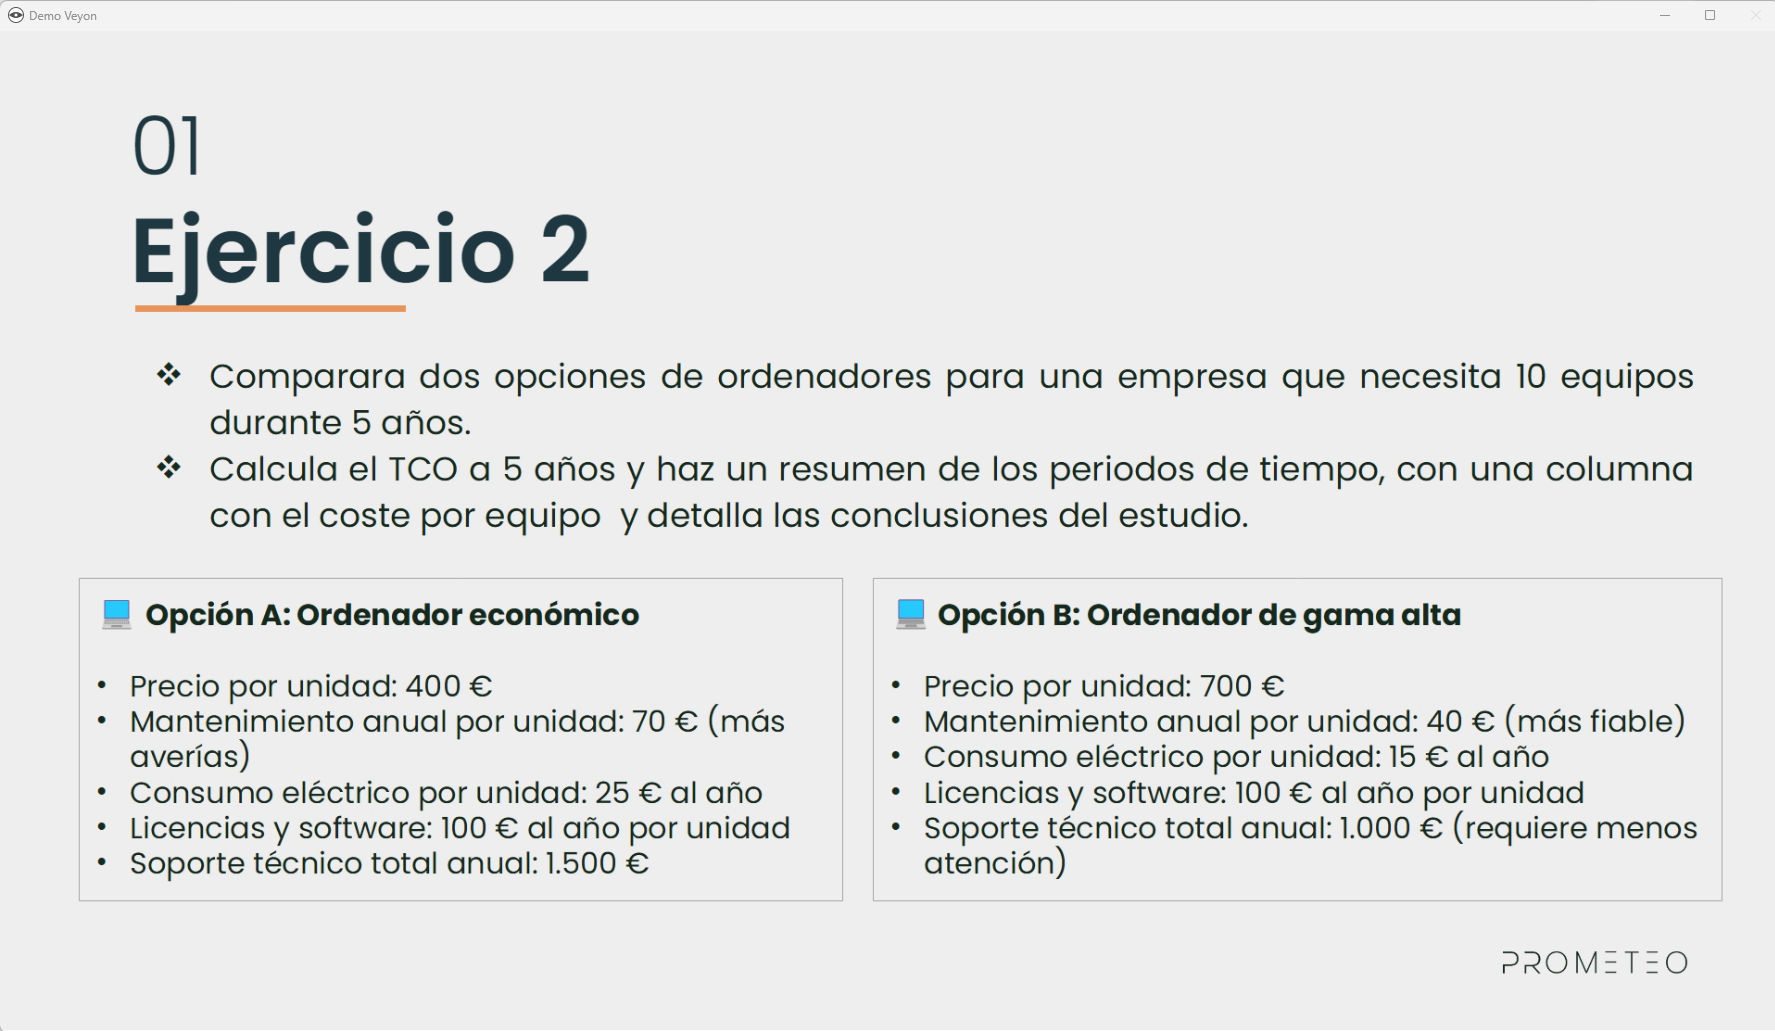 Demo Veyon
01
Ejercicio 2
❖ Comparara dos opciones de ordenadores para una empresa que necesita 10 equipos
durante 5 años.
❖ Calcula el TCO a 5 años y haz un resumen de los periodos de tiempo, con una columna
con el coste por equipo y detalla las conclusiones del estudio.
💻 Opción A: Ordenador económico
• Precio por unidad: 400 €
• Mantenimiento anual por unidad: 70 € (más
averías)
• Consumo eléctrico por unidad: 25 € al año
• Licencias y software: 100 € al año por unidad
• Soporte técnico total anual: 1.500 €
💻 Opción B: Ordenador de gama alta
• Precio por unidad: 700 €
• Mantenimiento anual por unidad: 40 € (más fiable)
• Consumo eléctrico por unidad: 15 € al año
• Licencias y software: 100 € al año por unidad
• Soporte técnico total anual: 1.000 € (requiere menos
atención)
PROMETEO